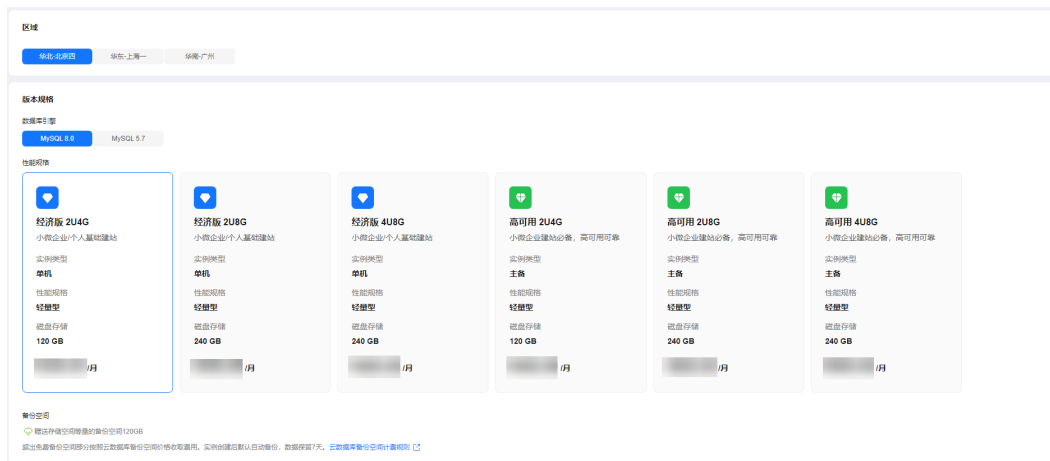 区域
华北-北京四 华东-上海一 华南-广州
版本规格
数据库引擎
MySQL 8.0 MySQL 5.7
性能规格
经济版 2U4G 经济版 2U8G 经济版 4U8G 高可用 2U4G 高可用 2U8G 高可用 4U8G
小微企业/个人基础建站 小微企业/个人基础建站 小微企业/个人基础建站 小微企业建站必备，高可用可靠 小微企业建站必备，高可用可靠 小微企业建站必备，高可用可靠
实例类型 实例类型 实例类型 实例类型 实例类型 实例类型
单机 单机 单机 主备 主备 主备
性能规格 性能规格 性能规格 性能规格 性能规格 性能规格
轻量型 轻量型 轻量型 轻量型 轻量型 轻量型
磁盘存储 磁盘存储 磁盘存储 磁盘存储 磁盘存储 磁盘存储
120 GB 240 GB 240 GB 120 GB 240 GB 240 GB
/月 /月 /月 /月 /月 /月
备份空间
赠送存储空间等量的备份空间120GB
超出免费备份空间部分按照云数据库备份空间价格收取费用。实例创建后默认自动备份，数据保留7天。云数据库备份空间计费规则